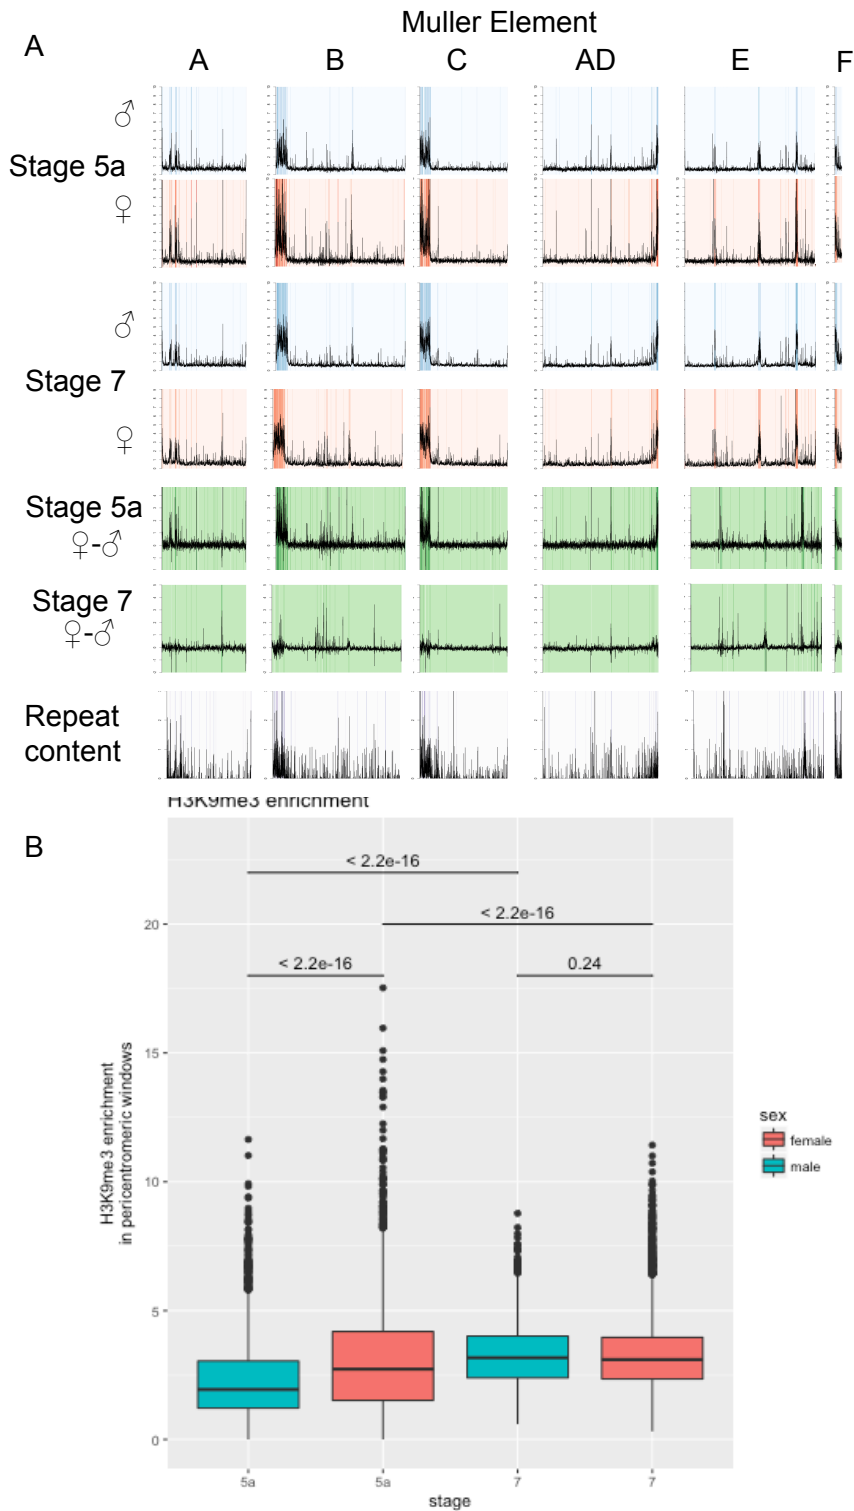 Muller Element
A
A B C AD E F
♂
Stage 5a
♀
♂
Stage 7
♀
Stage 5a
♀-♂
Stage 7
♀-♂
Repeat
content
H3K9me3 enrichment
B
< 2.2e-16
< 2.2e-16
< 2.2e-16
0.24
20
15
10
5
0
H3K9me3 enrichment
in pericentromeric windows
sex
female
male
5a 5a 7 7
stage